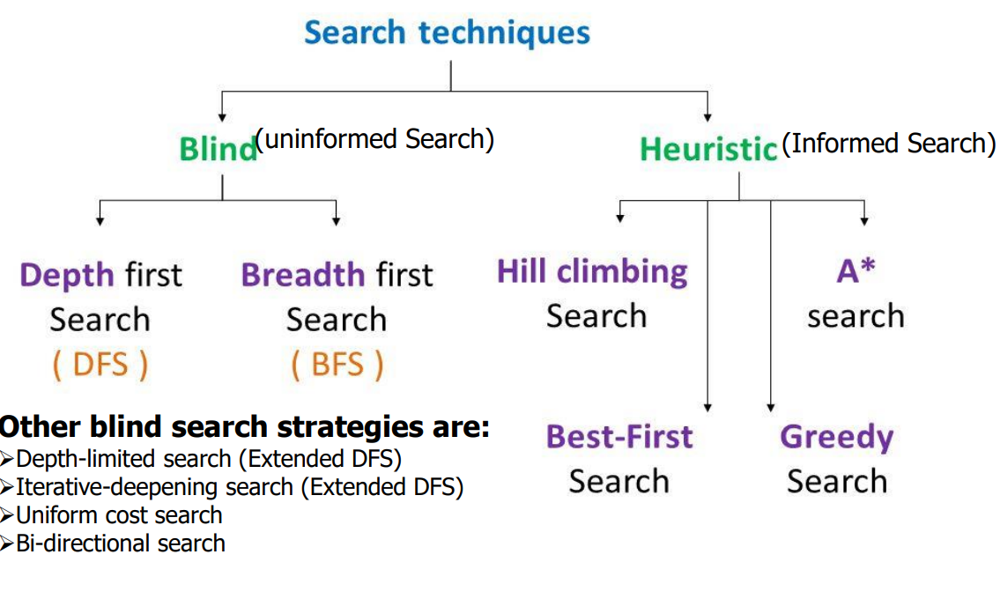 Search techniques
Blind(uninformed Search)
Heuristic(Informed Search)
Depth first
Search
( DFS )
Breadth first
Search
( BFS )
Hill climbing
Search
A*
search
Best-First
Search
Greedy
Search
Other blind search strategies are:
➢Depth-limited search (Extended DFS)
➢Iterative-deepening search (Extended DFS)
➢Uniform cost search
➢Bi-directional search